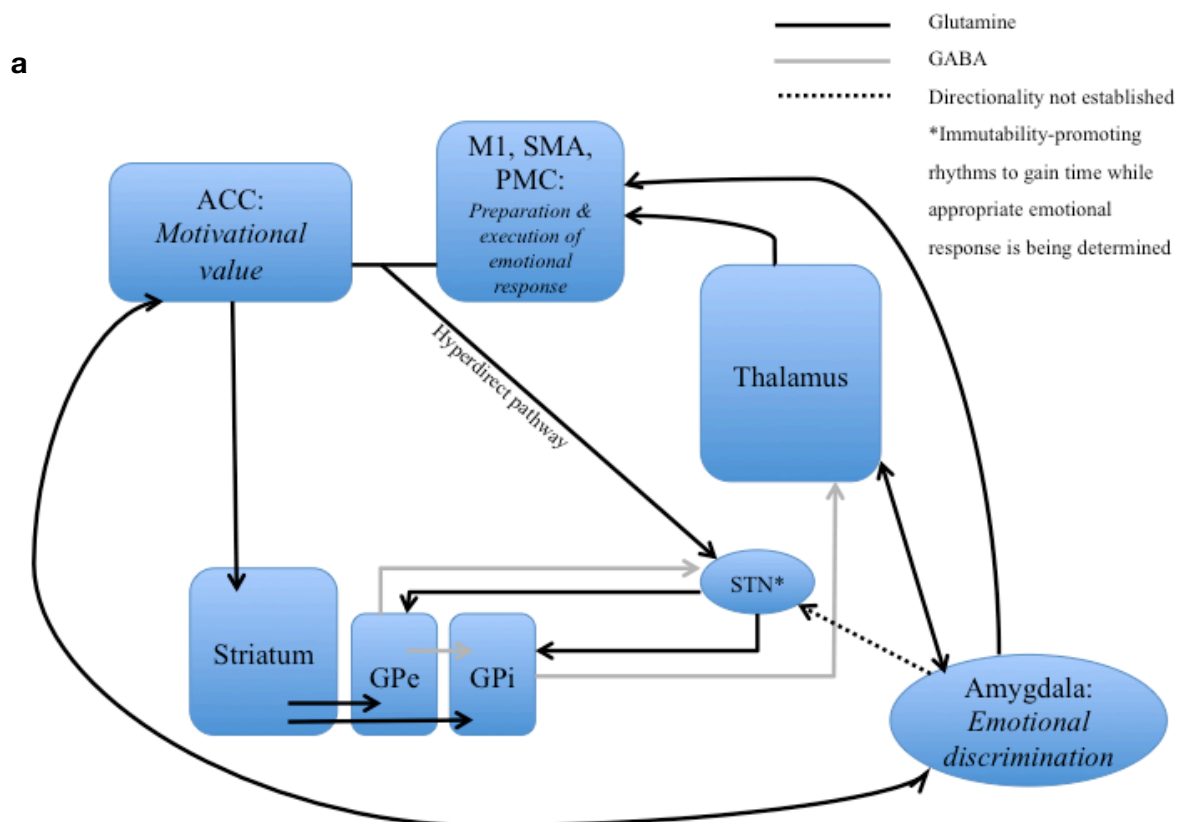 a
Glutamine
GABA
Directionality not established
*Immutability-promoting
rhythms to gain time while
appropriate emotional
response is being determined
ACC:
Motivational
value
M1, SMA,
PMC:
Preparation &
execution of
emotional
response
Hyperdirect pathway
Thalamus
STN*
Striatum
GPe
GPi
Amygdala:
Emotional
discrimination